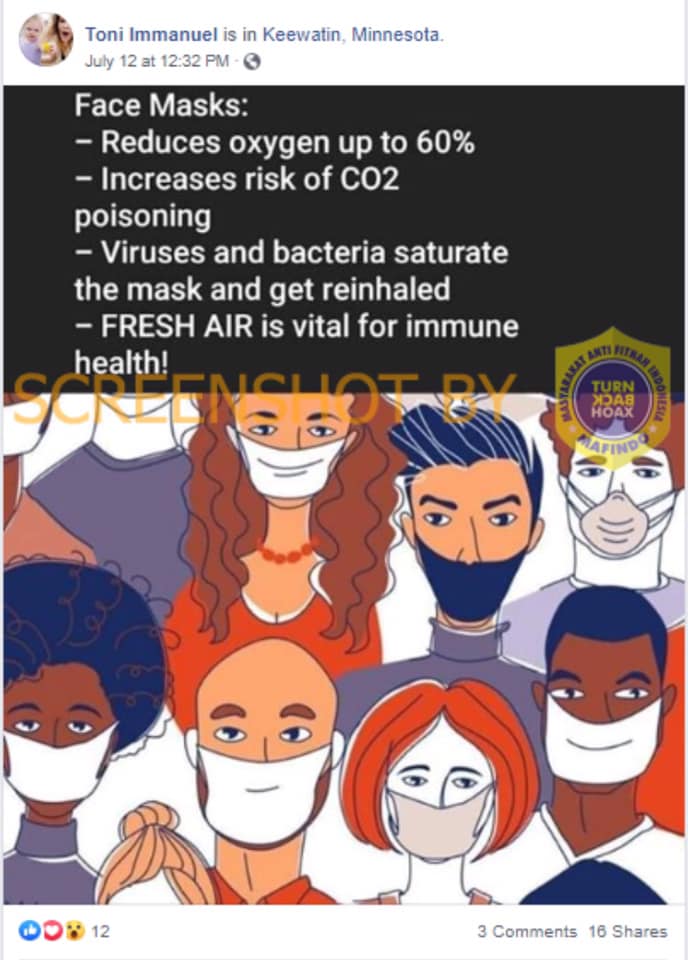 Toni Immanuel is in Keewatin, Minnesota.
July 12 at 12:32 PM ·
Face Masks:
– Reduces oxygen up to 60%
– Increases risk of CO2
poisoning
– Viruses and bacteria saturate
the mask and get reinhaled
– FRESH AIR is vital for immune
health!
SCREENSHOT BY
MASYARAKAT ANTI FITNAH INDONESIA
TURN
BACK
HOAX
MAFINDO
12
3 Comments 16 Shares